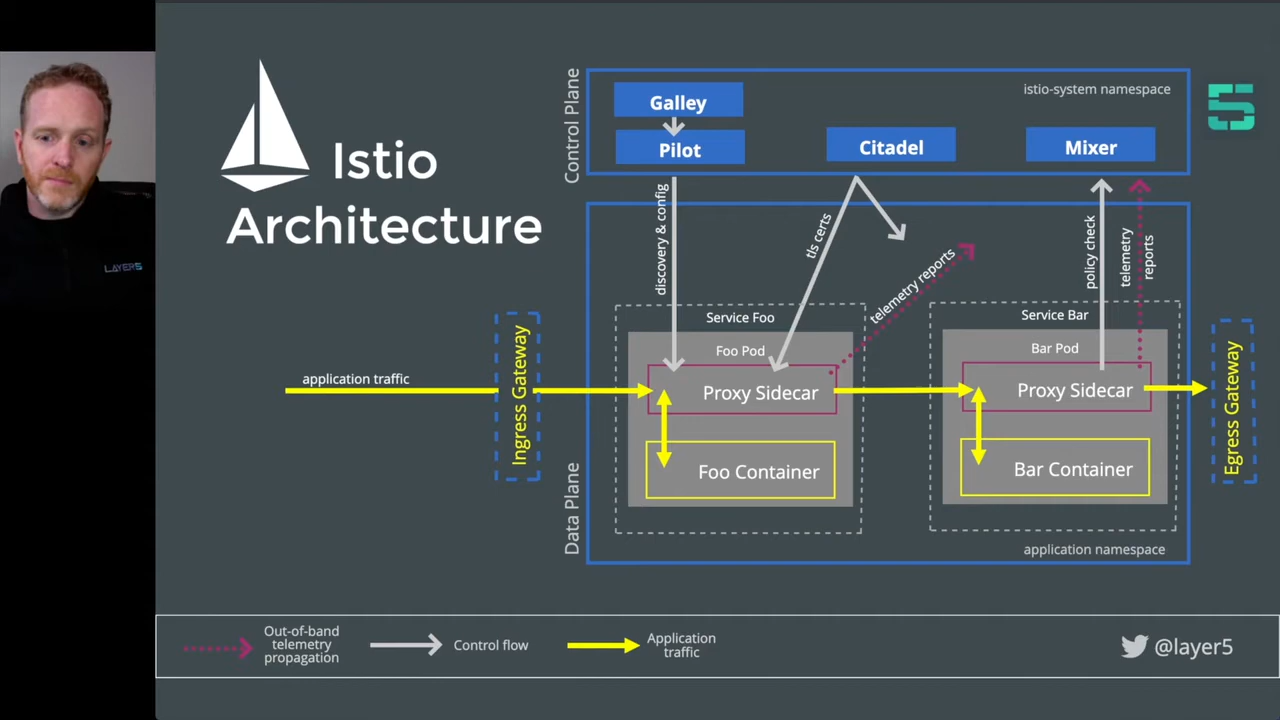 LAYER5
Istio
Architecture
Control Plane
istio-system namespace
Galley
Pilot
Citadel
Mixer
5
discovery & config
tls certs
telemetry reports
policy check
telemetry
reports
Service Foo
Foo Pod
Proxy Sidecar
Foo Container
Service Bar
Bar Pod
Proxy Sidecar
Bar Container
application traffic
Ingress Gateway
Egress Gateway
Data Plane
application namespace
Out-of-band
telemetry
propagation
Control flow
Application
traffic
@layer5